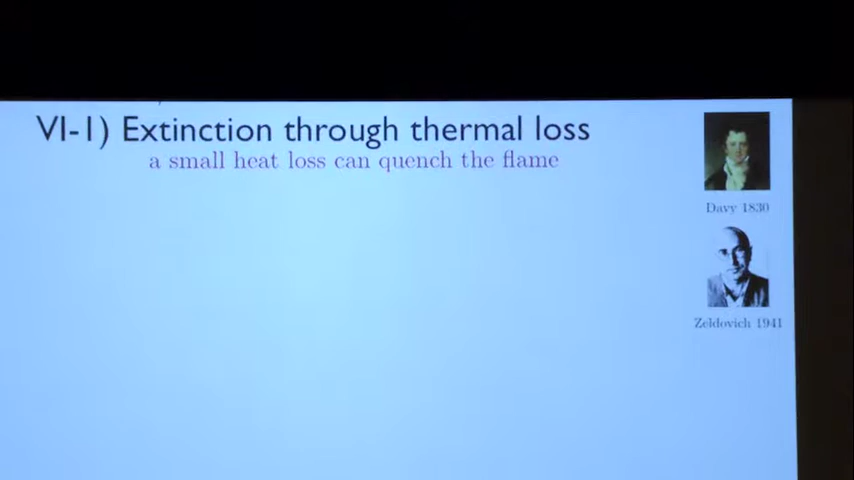 VI-1) Extinction through thermal loss
a small heat loss can quench the flame
Davy 1830
Zeldovich 1941